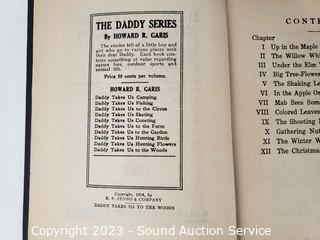 THE DADDY SERIES
By HOWARD R. GARIS
The stories tell of a little boy and
girl who go to various places with
their dear Daddy. Each book
contains something of value regarding
nature lore, outdoor sports and
animal life.
Price 50 cents per volume.
HOWARD R. GARIS
Daddy Takes Us Camping
Daddy Takes Us Fishing
Daddy Takes Us to the Circus
Daddy Takes Us Skating
Daddy Takes Us Coasting
Daddy Takes Us to the Farm
Daddy Takes Us to the Garden
Daddy Takes Us Hunting Birds
Daddy Takes Us Hunting Flowers
Daddy Takes Us to the Woods
Copyright, 1914, by
R. F. FENNO & COMPANY
DADDY TAKES US TO THE WOODS
CONTE
Chapter
I Up in the Maple
II The Willow Whi
III Under the Elm
IV Big Tree-Flower
V The Shaking Le
VI In the Apple Or
VII Mab Sees Som
VIII Colored Leaves
IX The Shooting
X Gathering Nut
XI The Winter W
XII The Christmas
Copyright 2023 - Sound Auction Service